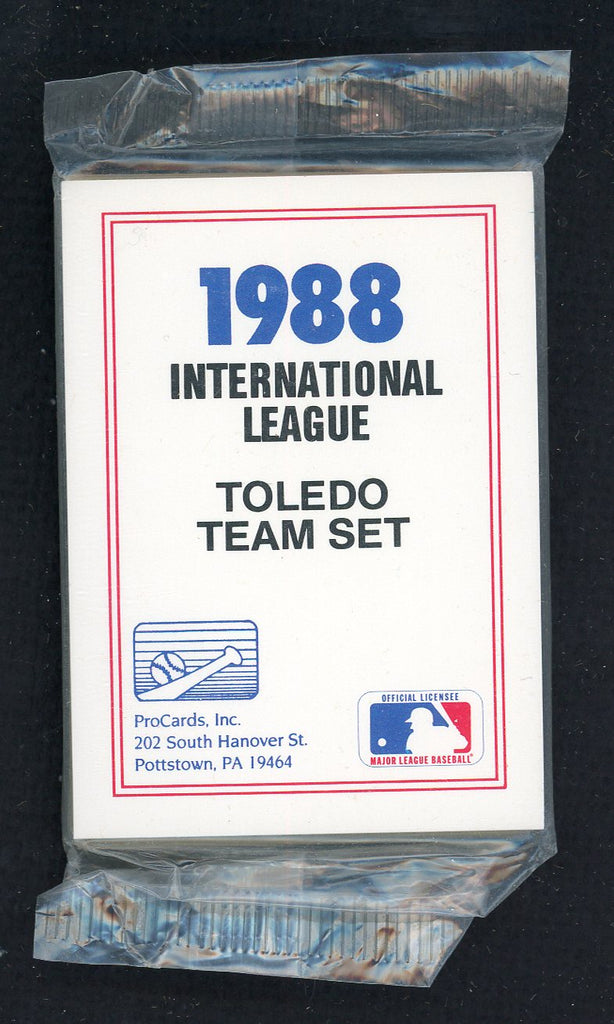 1988
INTERNATIONAL
LEAGUE
TOLEDO
TEAM SET
ProCards, Inc.
202 South Hanover St.
Pottstown, PA 19464
OFFICIAL LICENSEE
MAJOR LEAGUE BASEBALL®